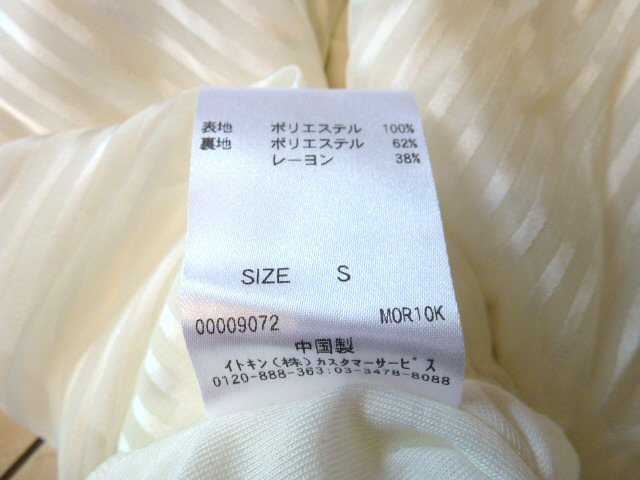 表地 ポリエステル 100%
裏地 ポリエステル 62%
レーヨン 38%
SIZE S
00009072 MOR10K
中国製
イトキン(株)カスタマーサービス
0120-888-363:03-3478-8088